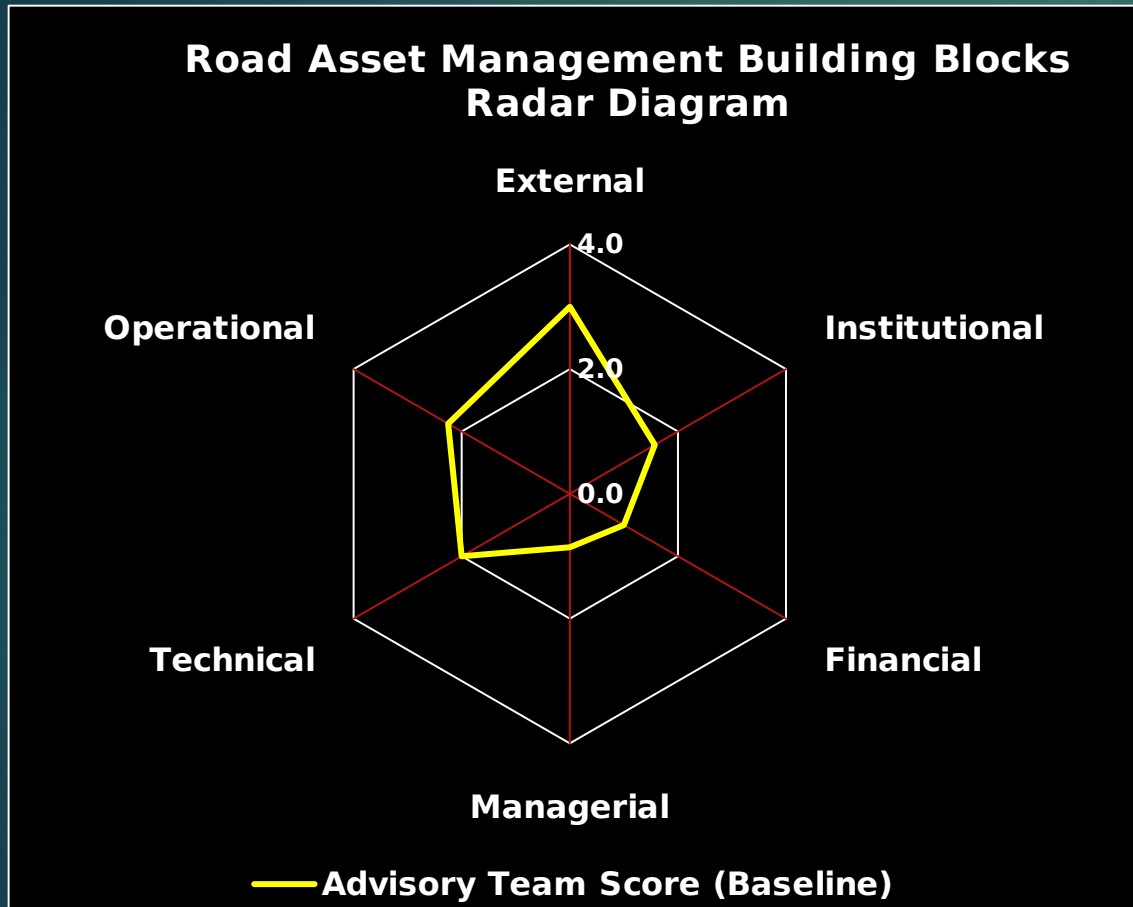 Road Asset Management Building Blocks
Radar Diagram
External
4.0
Operational
Institutional
2.0
0.0
Technical
Financial
Managerial
Advisory Team Score (Baseline)